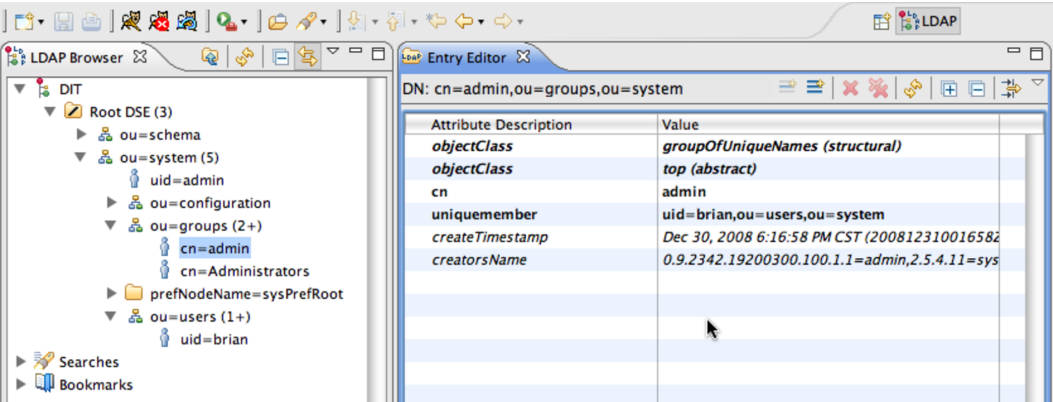 LDAP
LDAP Browser
DIT
Root DSE (3)
ou=schema
ou=system (5)
uid=admin
ou=configuration
ou=groups (2+)
cn=admin
cn=Administrators
prefNodeName=sysPrefRoot
ou=users (1+)
uid=brian
Searches
Bookmarks
LDAP Entry Editor
DN: cn=admin,ou=groups,ou=system
Attribute Description Value
objectClass groupOfUniqueNames (structural)
objectClass top (abstract)
cn admin
uniquemember uid=brian,ou=users,ou=system
createTimestamp Dec 30, 2008 6:16:58 PM CST (20081231001658Z
creatorsName 0.9.2342.19200300.100.1.1=admin,2.5.4.11=sys